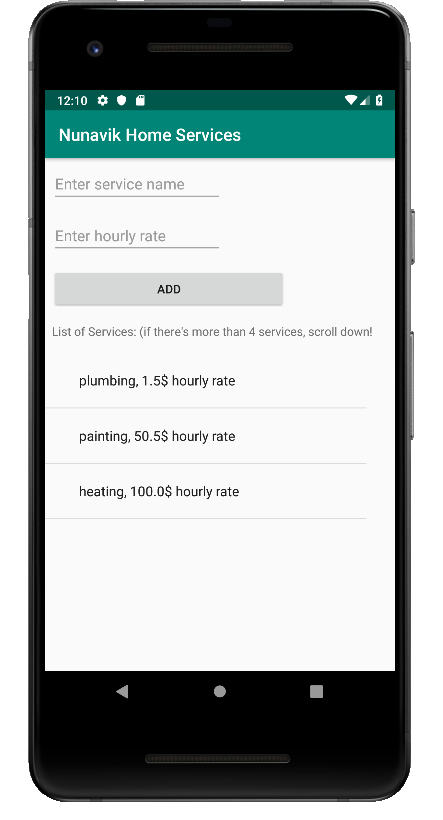 12:10
Nunavik Home Services
Enter service name
Enter hourly rate
ADD
List of Services: (if there's more than 4 services, scroll down!
plumbing, 1.5$ hourly rate
painting, 50.5$ hourly rate
heating, 100.0$ hourly rate